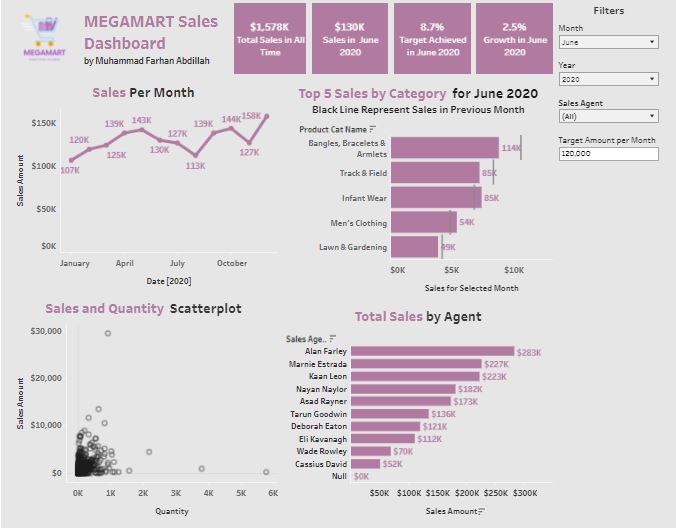 MEGAMART
MEGAMART Sales
Dashboard
by Muhammad Farhan Abdillah
$1,578K
Total Sales in All
Time
$130K
Sales in June
2020
8.7%
Target Achieved
in June 2020
2.5%
Growth in June
2020
Filters
Month
June
Year
2020
Sales Agent
(All)
Target Amount per Month
120,000
Sales Per Month
$150K
$100K
$50K
$0K
Sales Amount
107K
120K
125K
139K
143K
130K
127K
113K
139K
144K
127K
158K
January
April
July
October
Date [2020]
Top 5 Sales by Category for June 2020
Black Line Represent Sales in Previous Month
Product Cat Name
Bangles, Bracelets &
Armlets
114K
Track & Field
85K
Infant Wear
85K
Men's Clothing
54K
Lawn & Gardening
49K
$0K
$5K
$10K
Sales for Selected Month
Sales and Quantity Scatterplot
$30,000
$20,000
$10,000
$0
Sales Amount
0K
1K
2K
3K
4K
5K
6K
Quantity
Total Sales by Agent
Sales Age..
Alan Farley $283K
Marnie Estrada $227K
Kaan Leon $223K
Nayan Naylor $182K
Asad Rayner $173K
Tarun Goodwin $136K
Deborah Eaton $121K
Eli Kavanagh $112K
Wade Rowley $70K
Cassius David $52K
Null $0K
$50K $100K $150K $200K $250K $300K
Sales Amount